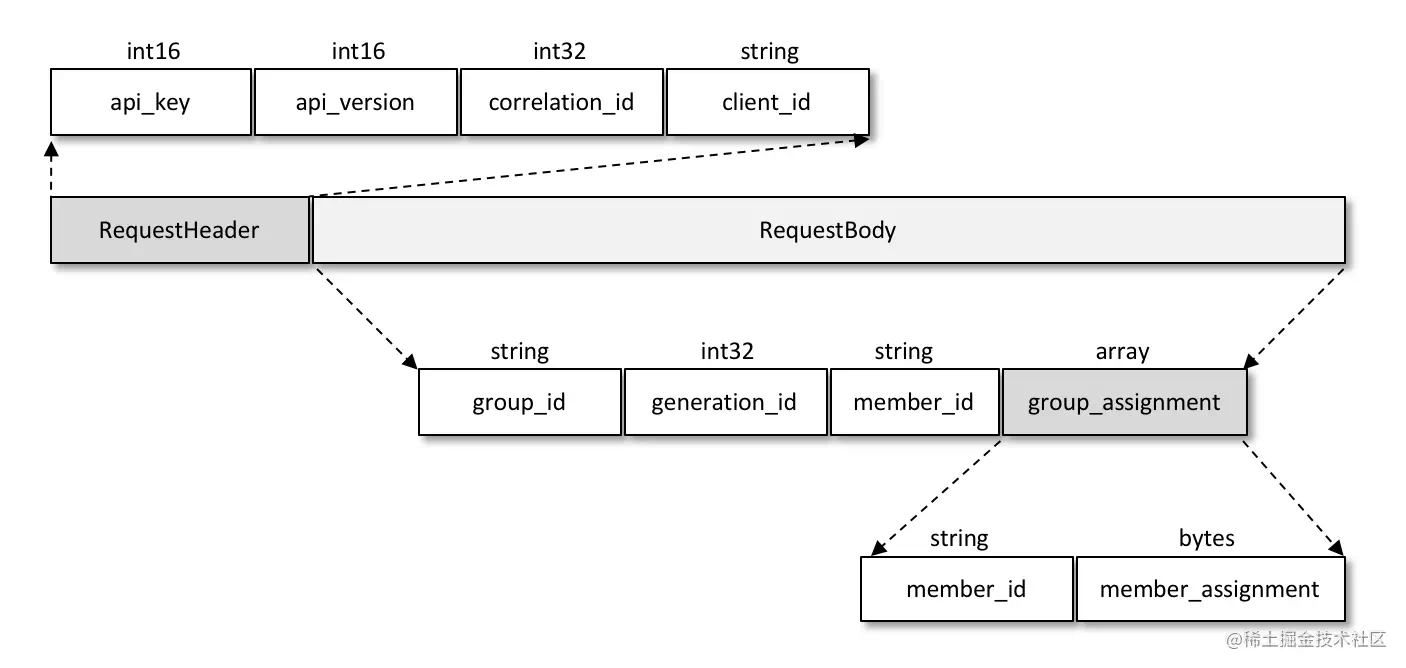 int16 int16 int32 string
api_key api_version correlation_id client_id
RequestHeader RequestBody
string int32 string array
group_id generation_id member_id group_assignment
string bytes
member_id member_assignment
@稀土掘金技术社区